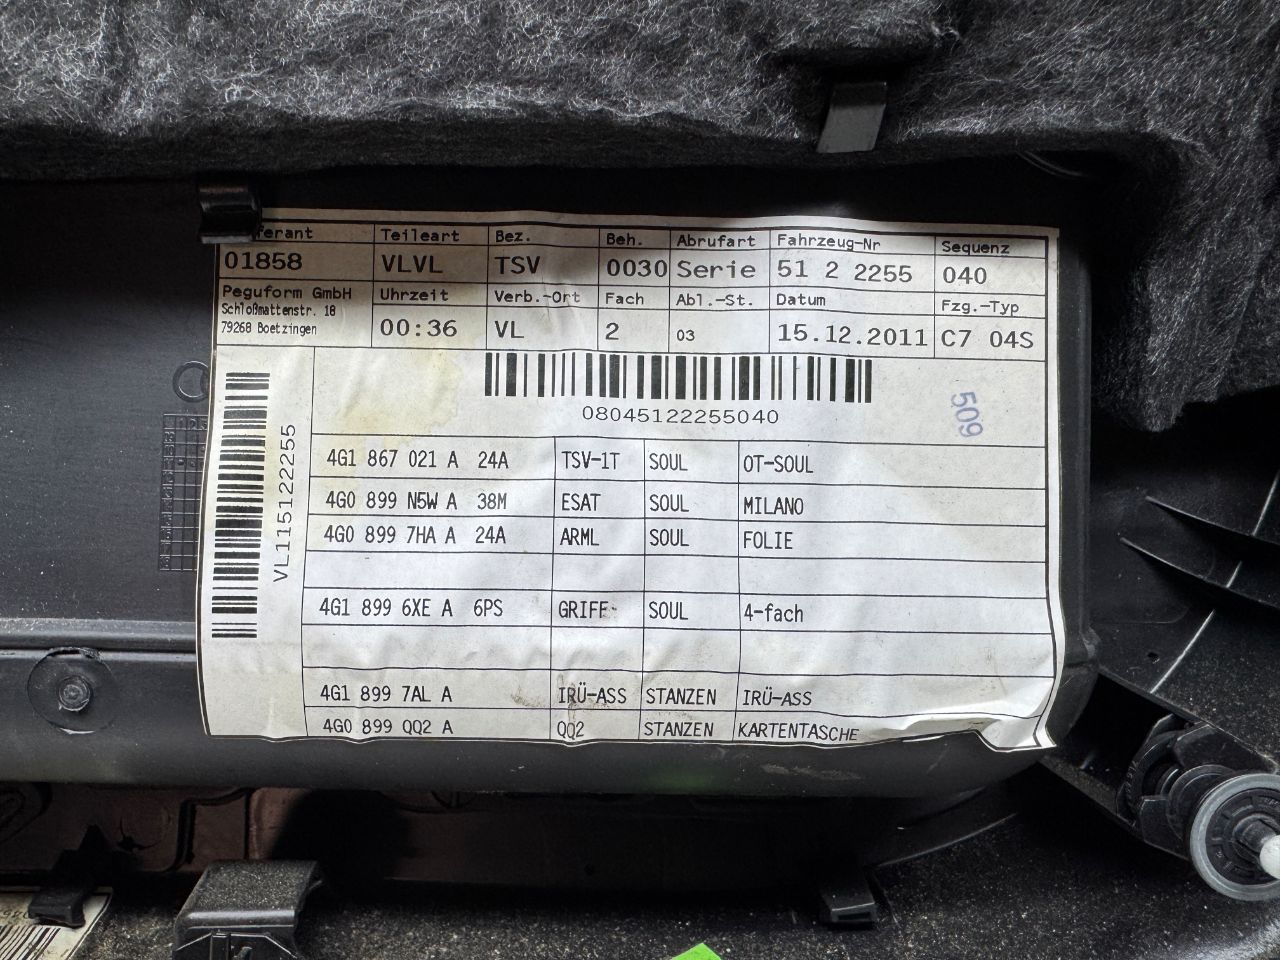 ferant Teileart Bez. Beh. Abrufart Fahrzeug-Nr Sequenz
01858 VLVL TSV 0030 Serie 51 2 2255 040
Peguform GmbH Uhrzeit Verb.-Ort Fach Abl.-St. Datum Fzg.-Typ
Schloßmattenstr. 18
79268 Boetzingen 00:36 VL 2 03 15.12.2011 C7 04S
08045122255040
509
VL115122255
4G1 867 021 A 24A TSV-1T SOUL OT-SOUL
4G0 899 N5W A 38M ESAT SOUL MILANO
4G0 899 7HA A 24A ARML SOUL FOLIE
4G1 899 6XE A 6PS GRIFF SOUL 4-fach
4G1 899 7AL A IRÜ-ASS STANZEN IRÜ-ASS
4G0 899 QQ2 A QQ2 STANZEN KARTENTASCHE